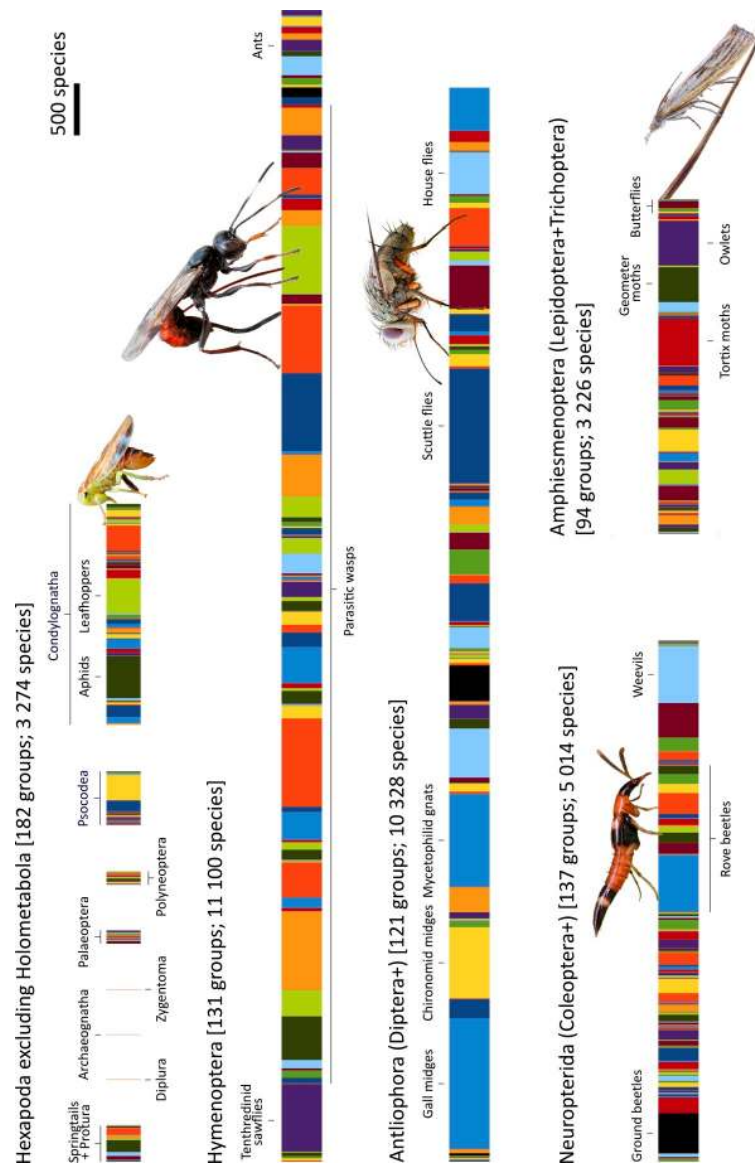 500 species
Hexapoda excluding Holometabola [182 groups; 3 274 species]
Springtails
+ Protura
Diplura
Archaeognatha
Zygentoma
Palaeoptera
Polyneoptera
Psocodea
Condylognatha
Aphids
Leafhoppers
Hymenoptera [131 groups; 11 100 species]
Tenthredinid
sawflies
Parasitic wasps
Ants
Antliophora (Diptera+) [121 groups; 10 328 species]
Gall midges
Chironomid midges
Mycetophilid gnats
Scuttle flies
House flies
Neuropterida (Coleoptera+) [137 groups; 5 014 species]
Ground beetles
Rove beetles
Weevils
Amphiesmenoptera (Lepidoptera+Trichoptera)
[94 groups; 3 226 species]
Tortix moths
Geometer
moths
Owlets
Butterflies